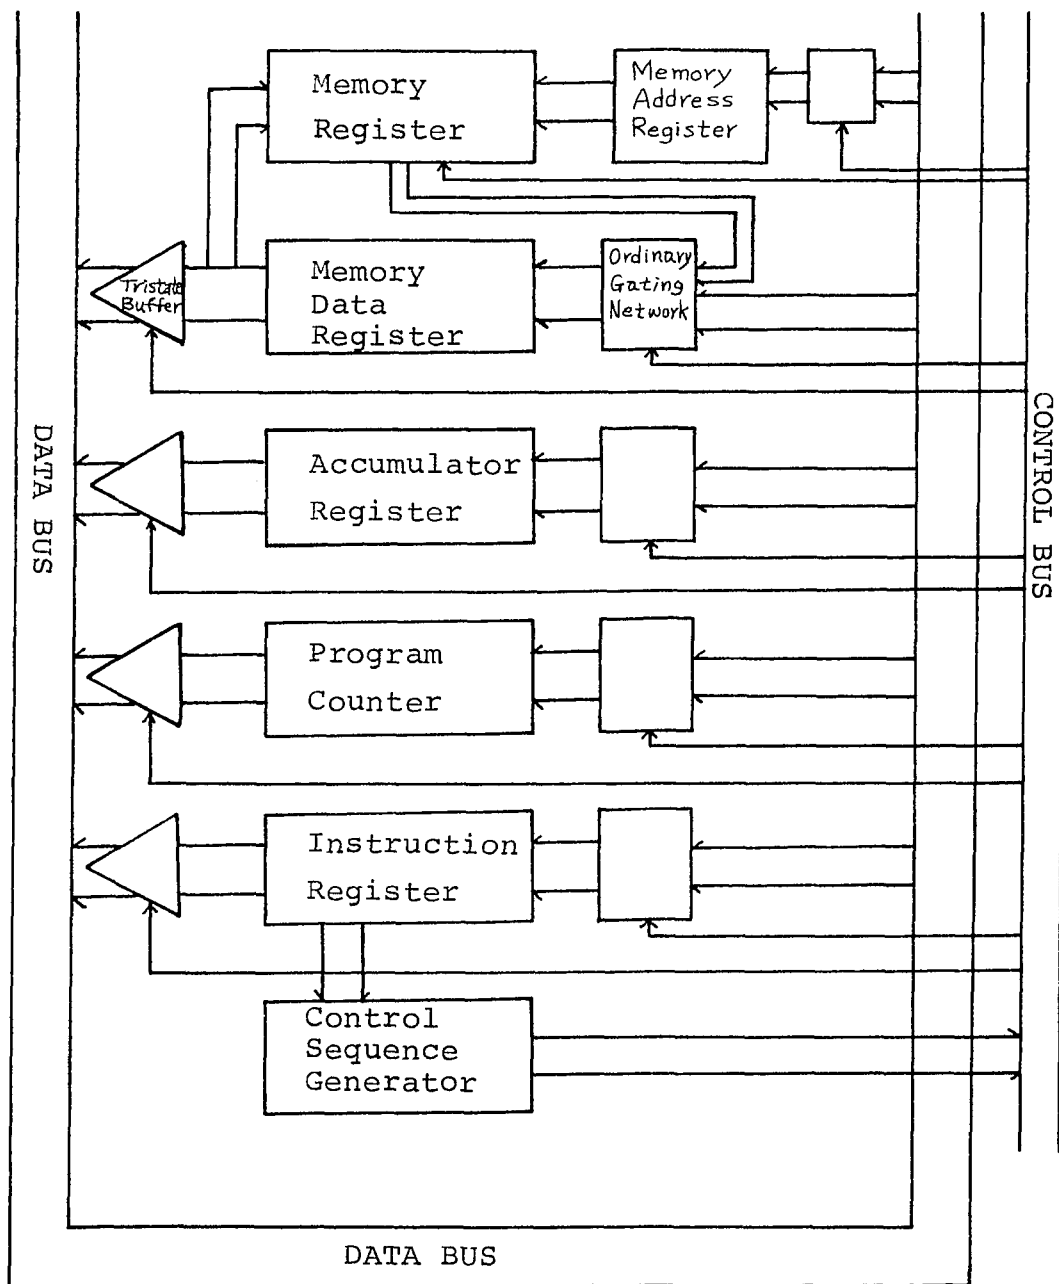 Memory
Register
Memory
Address
Register
Tristate
Buffer
Memory
Data
Register
Ordinary
Gating
Network
DATA BUS
CONTROL BUS
Accumulator
Register
Program
Counter
Instruction
Register
Control
Sequence
Generator
DATA BUS